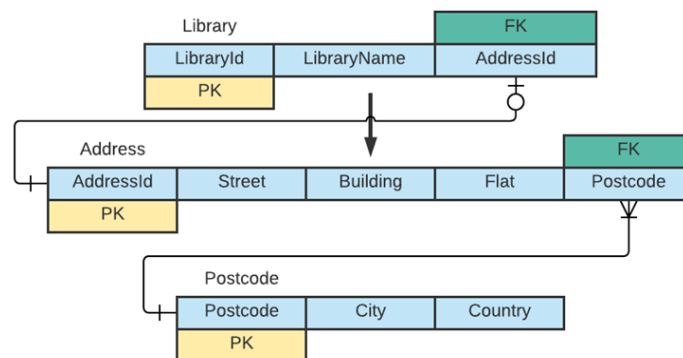 Library
FK
LibraryId LibraryName AddressId
PK
Address
FK
AddressId Street Building Flat Postcode
PK
Postcode
Postcode City Country
PK